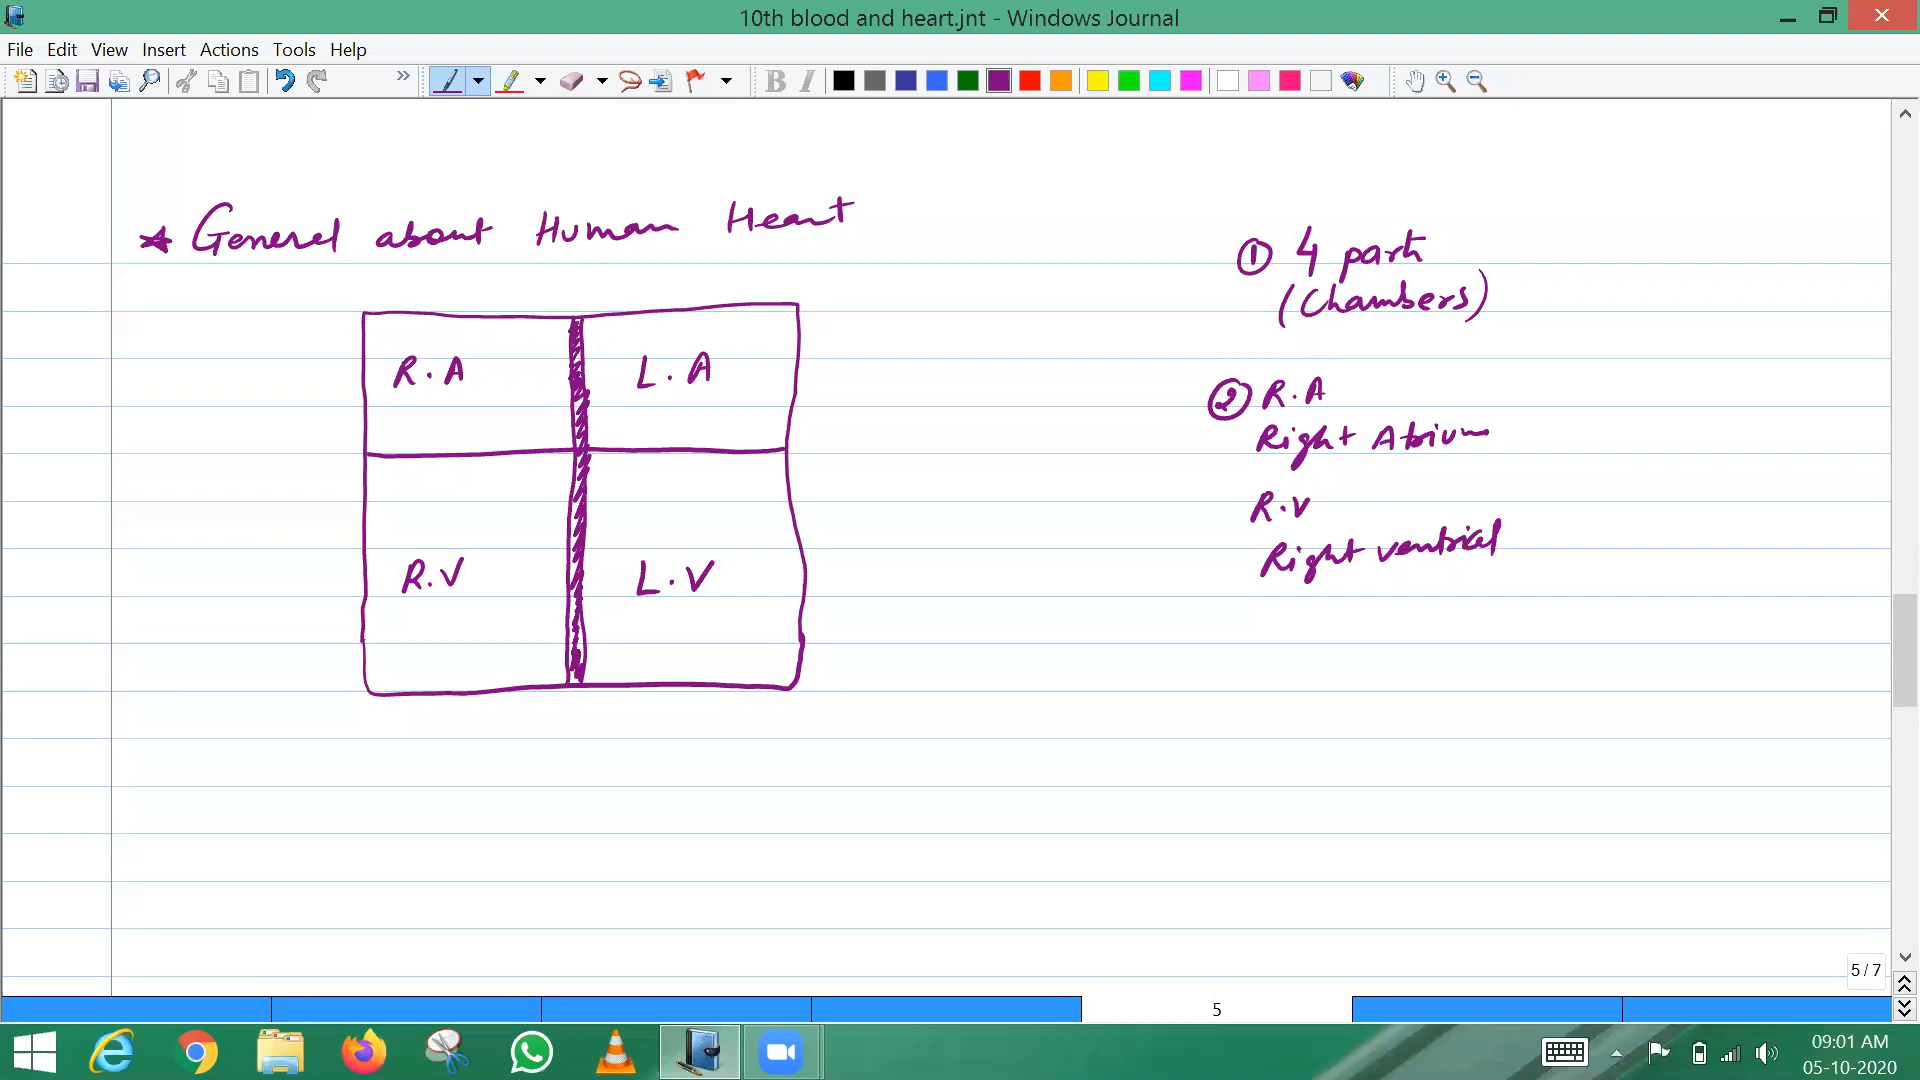 10th blood and heart.jnt - Windows Journal
File Edit View Insert Actions Tools Help
B I
* General about Human Heart
R.A L.A
R.V L.V
① 4 parts
(Chambers)
② R.A
Right Atrium
R.V
Right ventrical
5 / 7
5
09:01 AM
05-10-2020